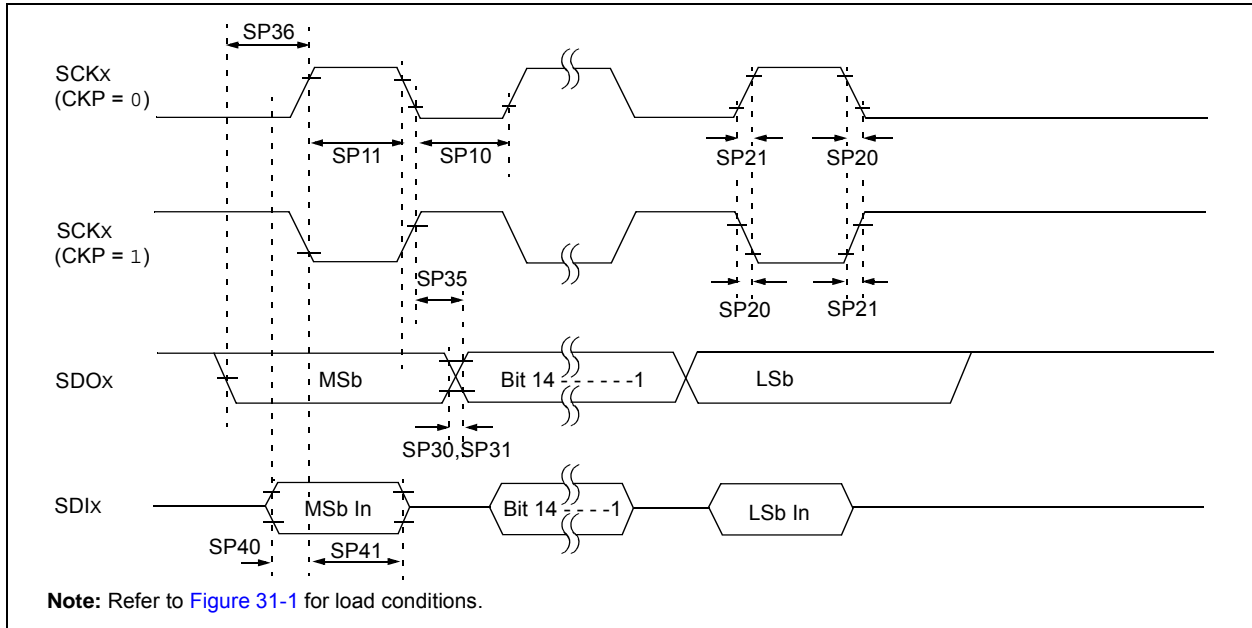 SP36
SCKx
(CKP = 0)
SP11
SP10
SP21
SP20
SCKx
(CKP = 1)
SP35
SP20
SP21
SDOx
MSb
Bit 14 - - - - - -1
LSb
SP30,SP31
SDIx
MSb In
Bit 14 - - - - -1
LSb In
SP40
SP41
Note: Refer to Figure 31-1 for load conditions.